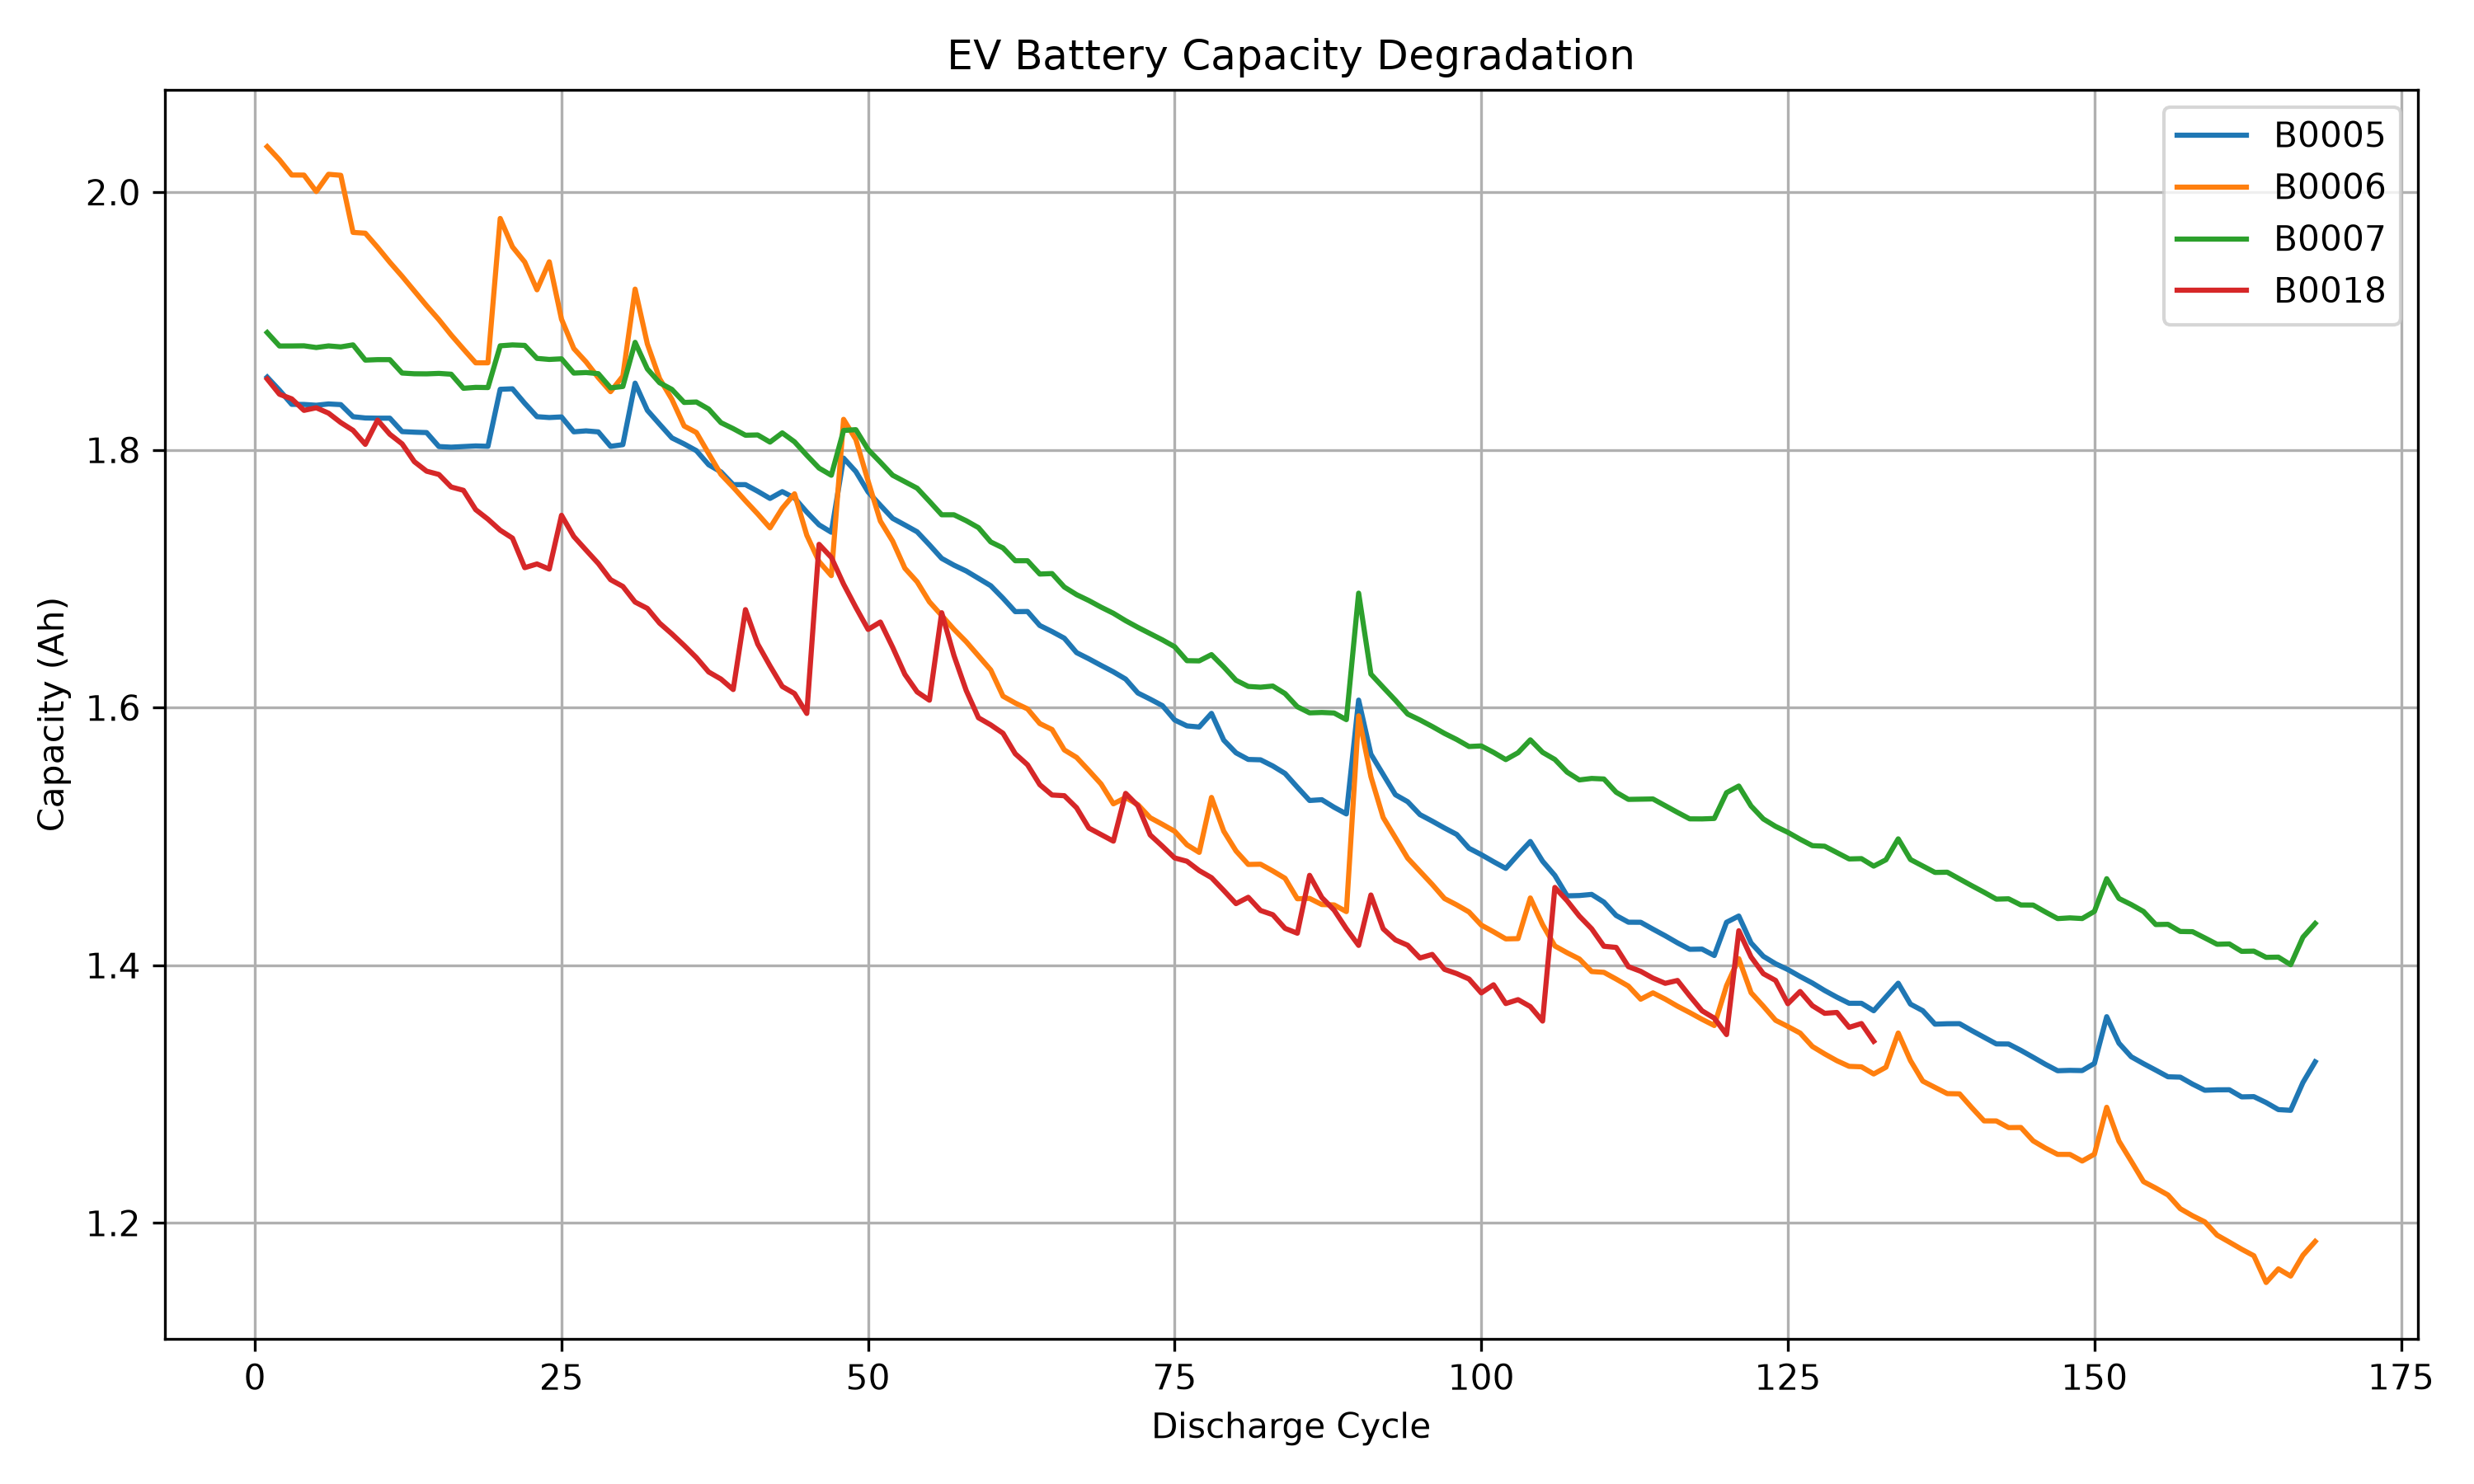 EV Battery Capacity Degradation
B0005
B0006
B0007
B0018
2.0
1.8
1.6
1.4
1.2
Capacity (Ah)
0 25 50 75 100 125 150 175
Discharge Cycle